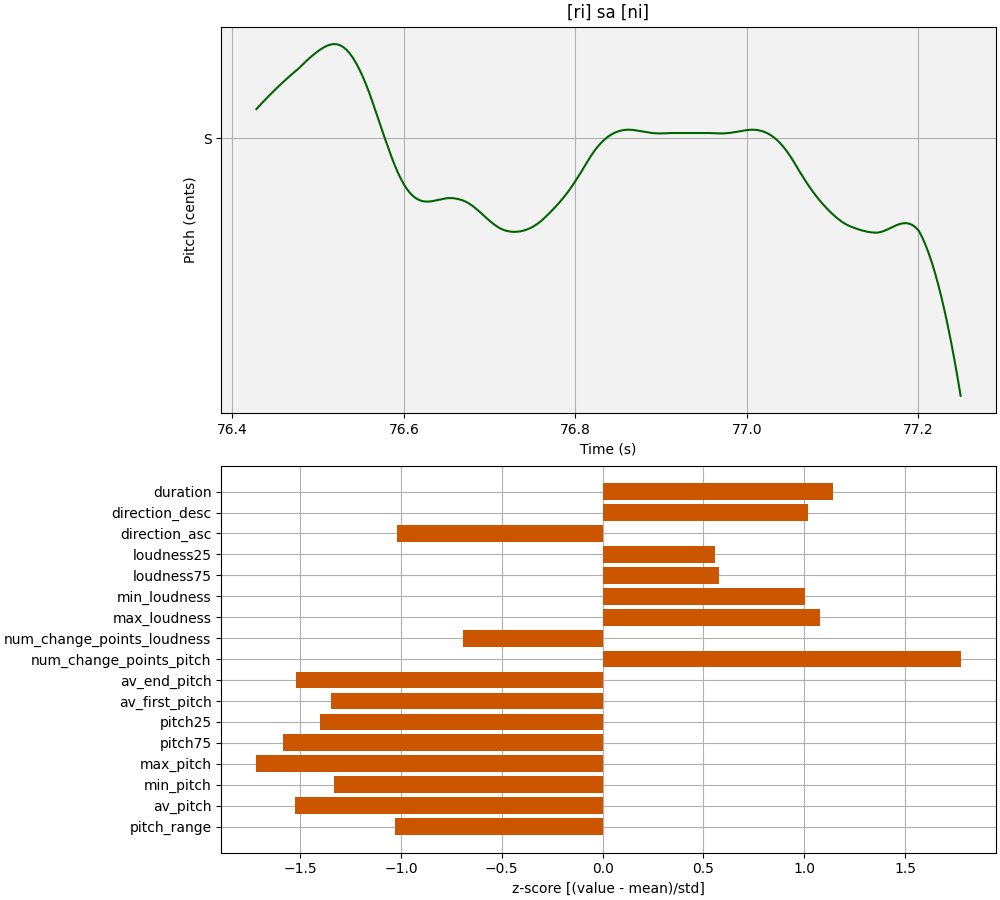 [ri] sa [ni]
S
Pitch (cents)
76.4 76.6 76.8 77.0 77.2
Time (s)
duration
direction_desc
direction_asc
loudness25
loudness75
min_loudness
max_loudness
num_change_points_loudness
num_change_points_pitch
av_end_pitch
av_first_pitch
pitch25
pitch75
max_pitch
min_pitch
av_pitch
pitch_range
−1.5 −1.0 −0.5 0.0 0.5 1.0 1.5
z-score [(value - mean)/std]